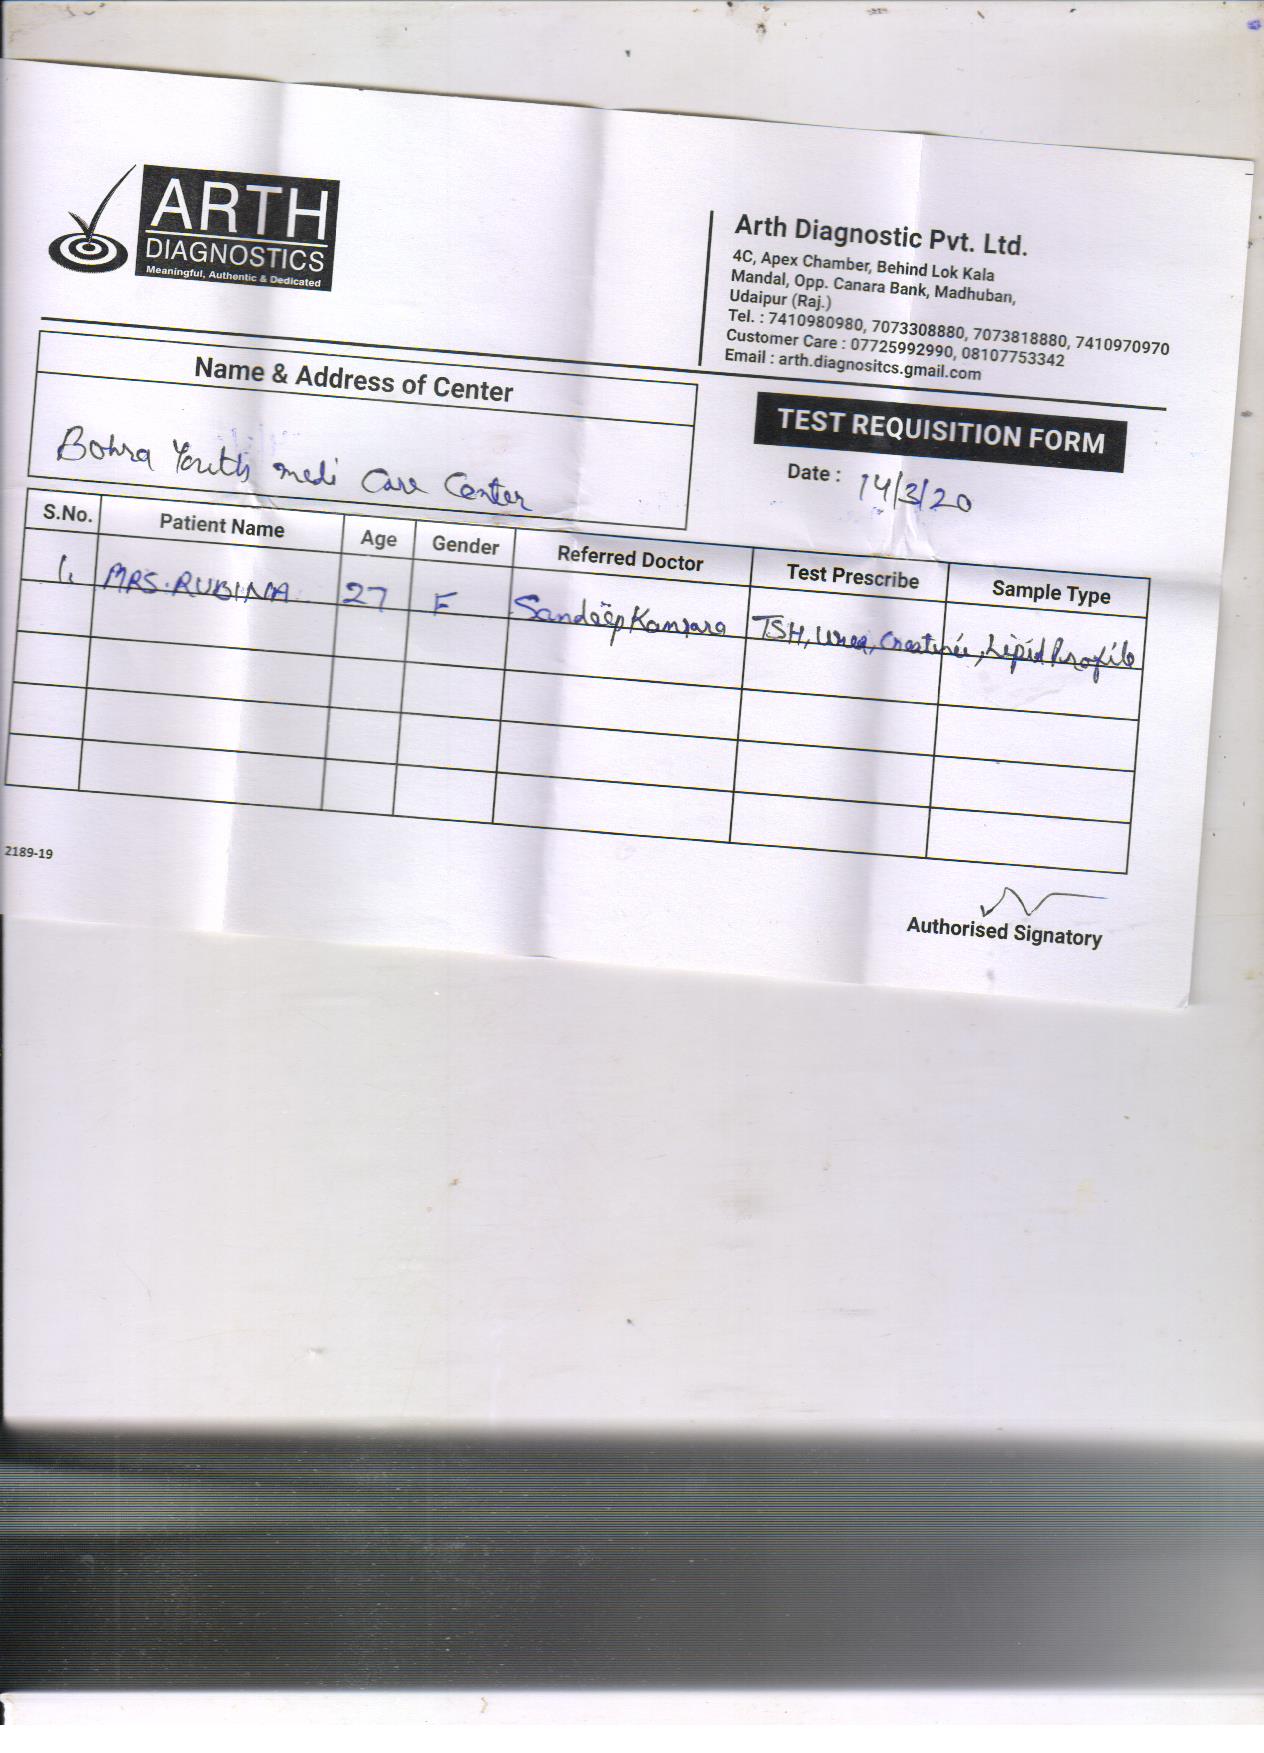 ARTH
DIAGNOSTICS
Meaningful, Authentic & Dedicated
Arth Diagnostic Pvt. Ltd.
4C, Apex Chamber, Behind Lok Kala
Mandal, Opp. Canara Bank, Madhuban,
Udaipur (Raj.)
Tel. : 7410980980, 7073308880, 7073818880, 7410970970
Customer Care : 07725992990, 08107753342
Email : arth.diagnositcs.gmail.com
Name & Address of Center
Bohra Youth medi Care Center
TEST REQUISITION FORM
Date : 14/3/20
S.No. Patient Name Age Gender Referred Doctor Test Prescribe Sample Type
1. MRS. RUBINA 27 F Sandeep Kansara TSH, Urea, Creatinine, Lipid Profile
2189-19
Authorised Signatory